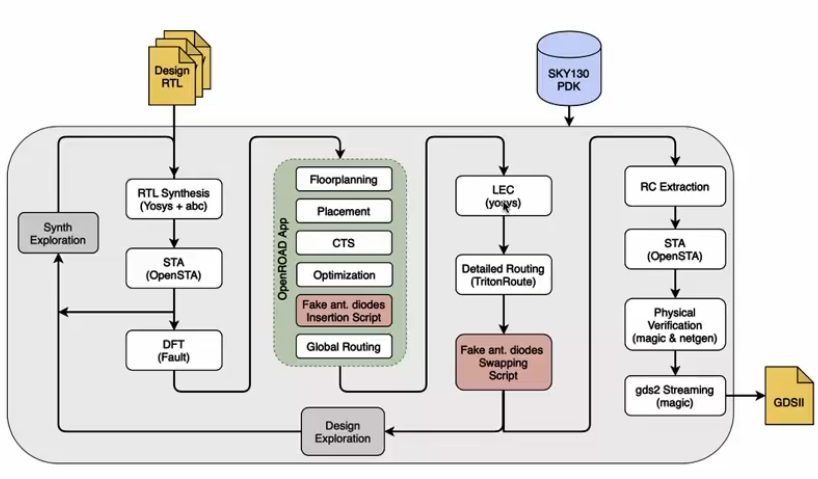 Design
RTL
SKY130
PDK
Synth
Exploration
RTL Synthesis
(Yosys + abc)
STA
(OpenSTA)
DFT
(Fault)
OpenROAD App
Floorplanning
Placement
CTS
Optimization
Fake ant. diodes
Insertion Script
Global Routing
Design
Exploration
LEC
(yosys)
Detailed Routing
(TritonRoute)
Fake ant. diodes
Swapping
Script
RC Extraction
STA
(OpenSTA)
Physical
Verification
(magic & netgen)
gds2 Streaming
(magic)
GDSII